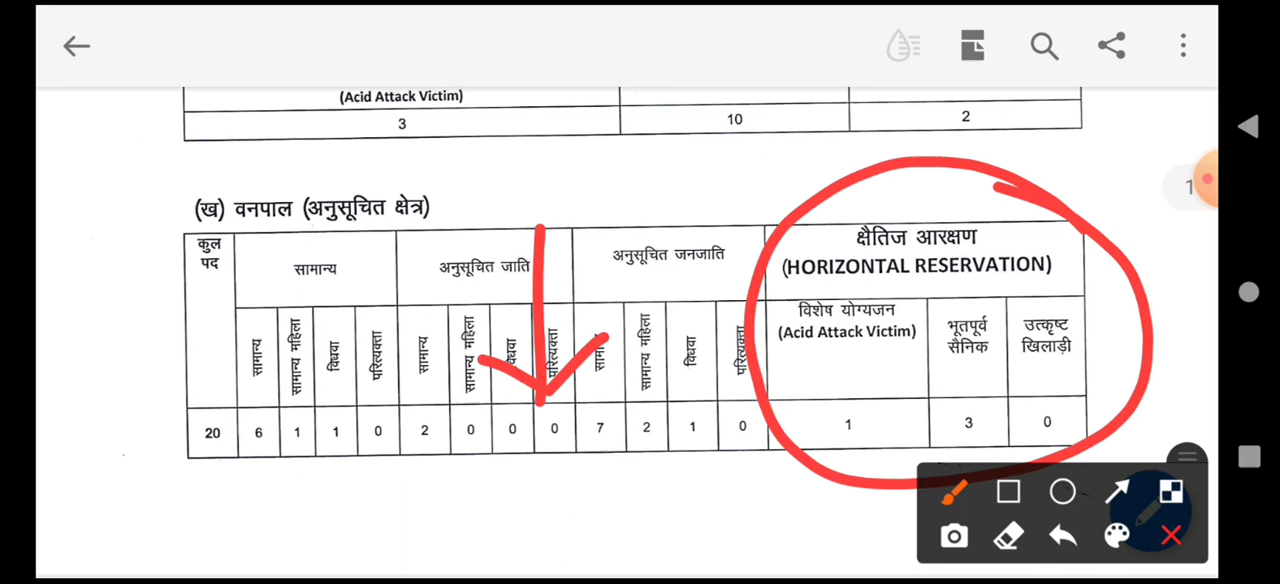 (Acid Attack Victim)
3 10 2
1
(ख) वनपाल (अनुसूचित क्षेत्र)
कुल पद सामान्य अनुसूचित जाति अनुसूचित जनजाति क्षैतिज आरक्षण
(HORIZONTAL RESERVATION)
सामान्य सामान्य महिला विधवा परित्यक्ता सामान्य सामान्य महिला परित्यक्ता सामान्य महिला विधवा परित्यक्ता विशेष योग्यजन
(Acid Attack Victim) भूतपूर्व सैनिक उत्कृष्ट खिलाड़ी
20 6 1 1 0 2 0 0 0 7 2 1 0 1 3 0